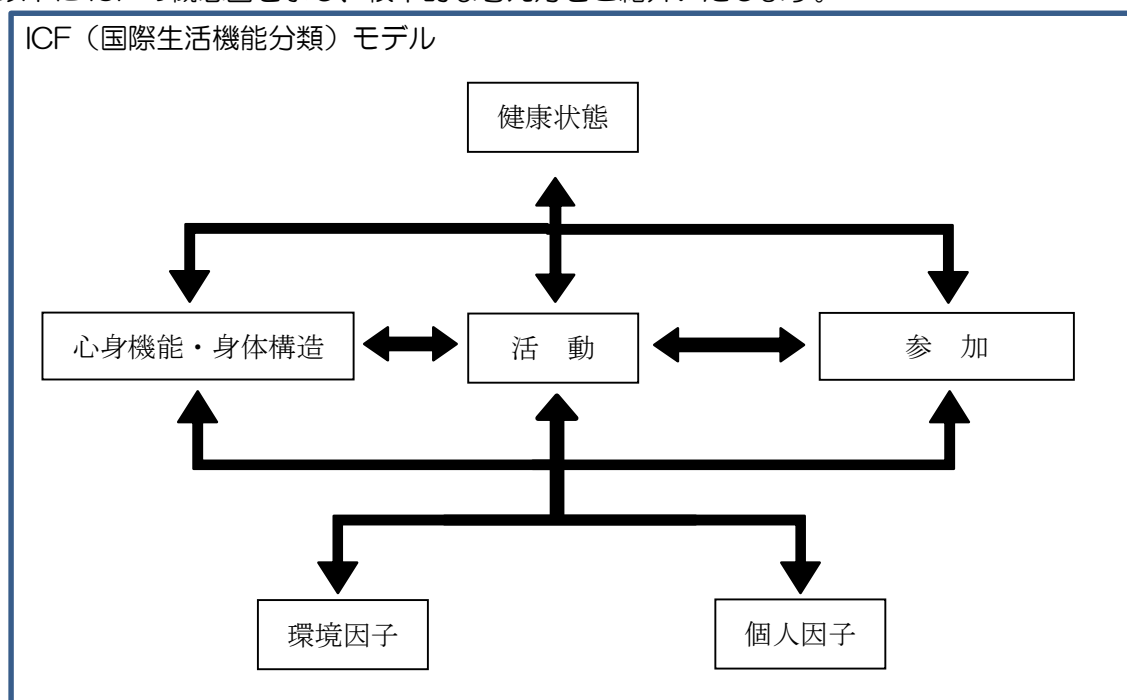 ICF（国際生活機能分類）モデル
健康状態
心身機能・身体構造
活　動
参　加
環境因子
個人因子